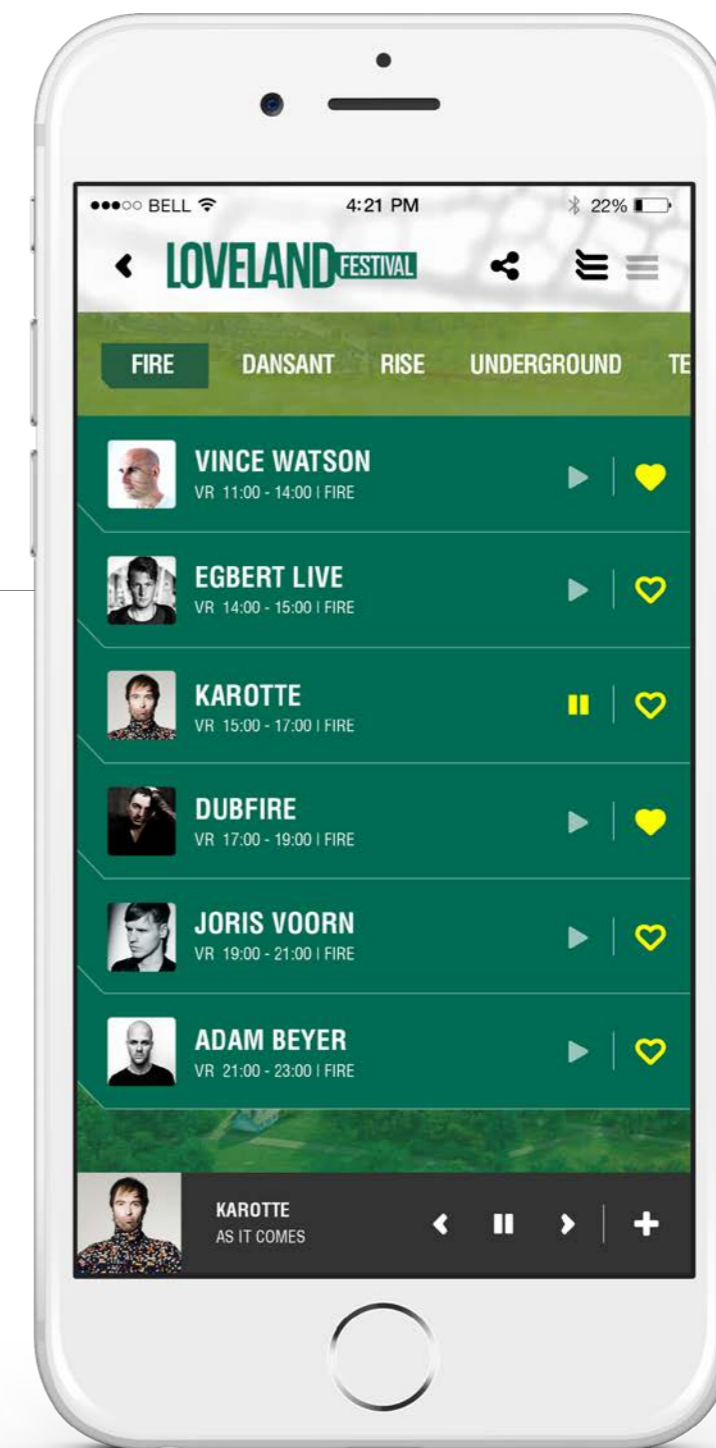 BELL 4:21 PM 22%
LOVELAND FESTIVAL
FIRE DANSANT RISE UNDERGROUND TE
VINCE WATSON
VR 11:00 - 14:00 | FIRE
EGBERT LIVE
VR 14:00 - 15:00 | FIRE
KAROTTE
VR 15:00 - 17:00 | FIRE
DUBFIRE
VR 17:00 - 19:00 | FIRE
JORIS VOORN
VR 19:00 - 21:00 | FIRE
ADAM BEYER
VR 21:00 - 23:00 | FIRE
KAROTTE
AS IT COMES